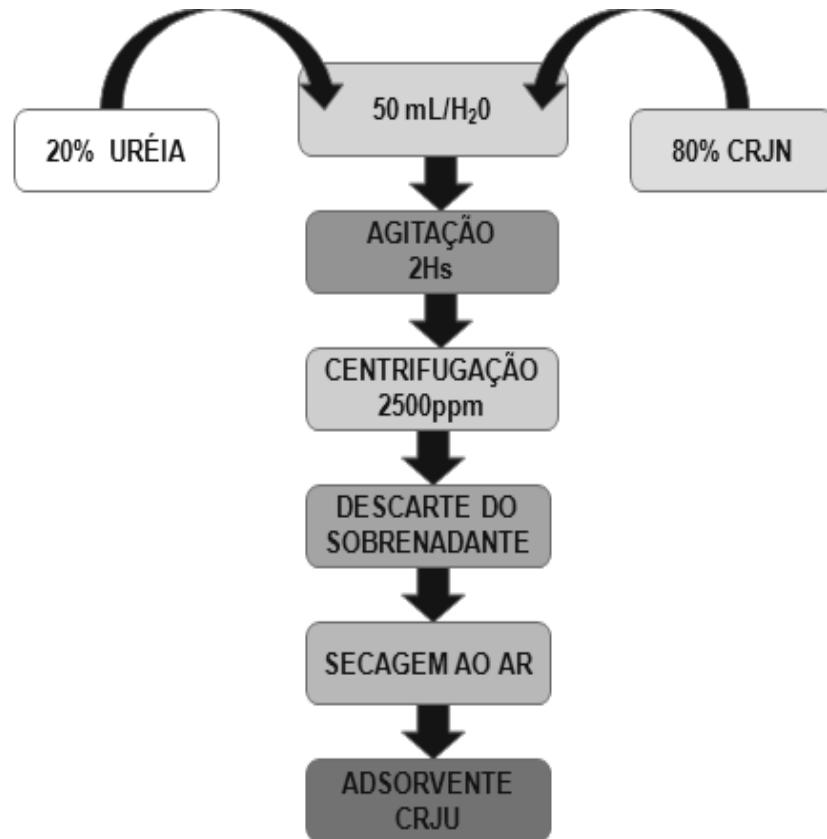 50 mL/H₂0
20% URÉIA
80% CRJN
AGITAÇÃO
2Hs
CENTRIFUGAÇÃO
2500ppm
DESCARTE DO
SOBRENADANTE
SECAGEM AO AR
ADSORVENTE
CRJU